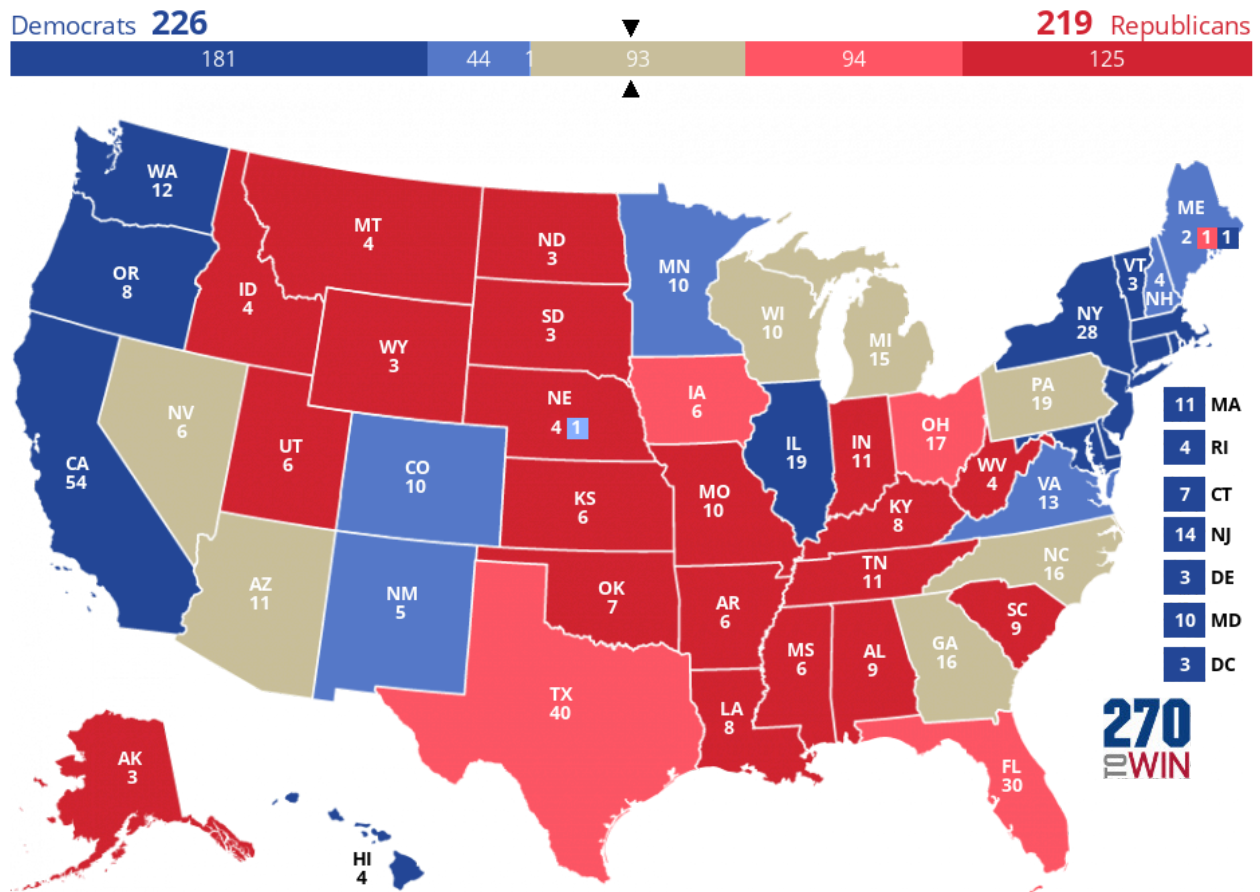 Democrats 226
219 Republicans
181 44 1 93 94 125
WA
12
OR
8
CA
54
NV
6
ID
4
MT
4
WY
3
UT
6
AZ
11
CO
10
NM
5
ND
3
SD
3
NE
4 1
KS
6
OK
7
TX
40
MN
10
IA
6
MO
10
AR
6
LA
8
WI
10
IL
19
MI
15
IN
11
OH
17
KY
8
TN
11
MS
6
AL
9
GA
16
FL
30
SC
9
NC
16
VA
13
WV
4
PA
19
NY
28
VT
3
4
NH
ME
2 1 1
11 MA
4 RI
7 CT
14 NJ
3 DE
10 MD
3 DC
AK
3
HI
4
270
TO WIN